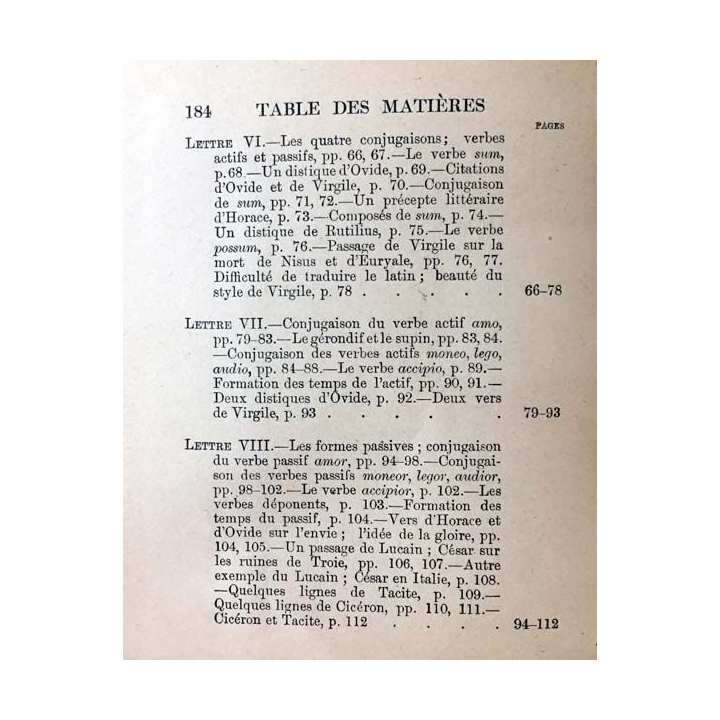 184 TABLE DES MATIÈRES
PAGES
LETTRE VI.—Les quatre conjugaisons; verbes
actifs et passifs, pp. 66, 67.—Le verbe sum,
p. 68.—Un distique d'Ovide, p. 69.—Citations
d'Ovide et de Virgile, p. 70.—Conjugaison
de sum, pp. 71, 72.—Un précepte littéraire
d'Horace, p. 73.—Composés de sum, p. 74.—
Un distique de Rutilius, p. 75.—Le verbe
possum, p. 76.—Passage de Virgile sur la
mort de Nisus et d'Euryale, pp. 76, 77.
Difficulté de traduire le latin; beauté du
style de Virgile, p. 78 . . . . . 66–78
LETTRE VII.—Conjugaison du verbe actif amo,
pp. 79–83.—Le gérondif et le supin, pp. 83, 84.
—Conjugaison des verbes actifs moneo, lego,
audio, pp. 84–88.—Le verbe accipio, p. 89.—
Formation des temps de l'actif, pp. 90, 91.—
Deux distiques d'Ovide, p. 92.—Deux vers
de Virgile, p. 93 . . . . . 79–93
LETTRE VIII.—Les formes passives; conjugaison
du verbe passif amor, pp. 94–98.—Conjugai-
son des verbes passifs moneor, legor, audior,
pp. 98–102.—Le verbe accipior, p. 102.—Les
verbes déponents, p. 103.—Formation des
temps du passif, p. 104.—Vers d'Horace et
d'Ovide sur l'envie; l'idée de la gloire, pp.
104, 105.—Un passage de Lucain; César sur
les ruines de Troie, pp. 106, 107.—Autre
exemple du Lucain; César en Italie, p. 108.
—Quelques lignes de Tacite, p. 109.—
Quelques lignes de Cicéron, pp. 110, 111.—
Cicéron et Tacite, p. 112 . . . . 94–112